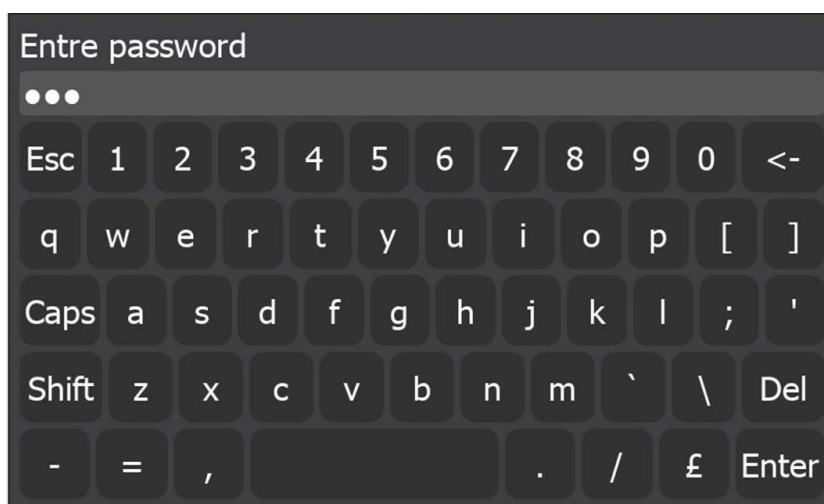 Entre password
●●●
Esc 1 2 3 4 5 6 7 8 9 0 <-
q w e r t y u i o p [ ]
Caps a s d f g h j k l ; '
Shift z x c v b n m ` \ Del
- = , . / £ Enter